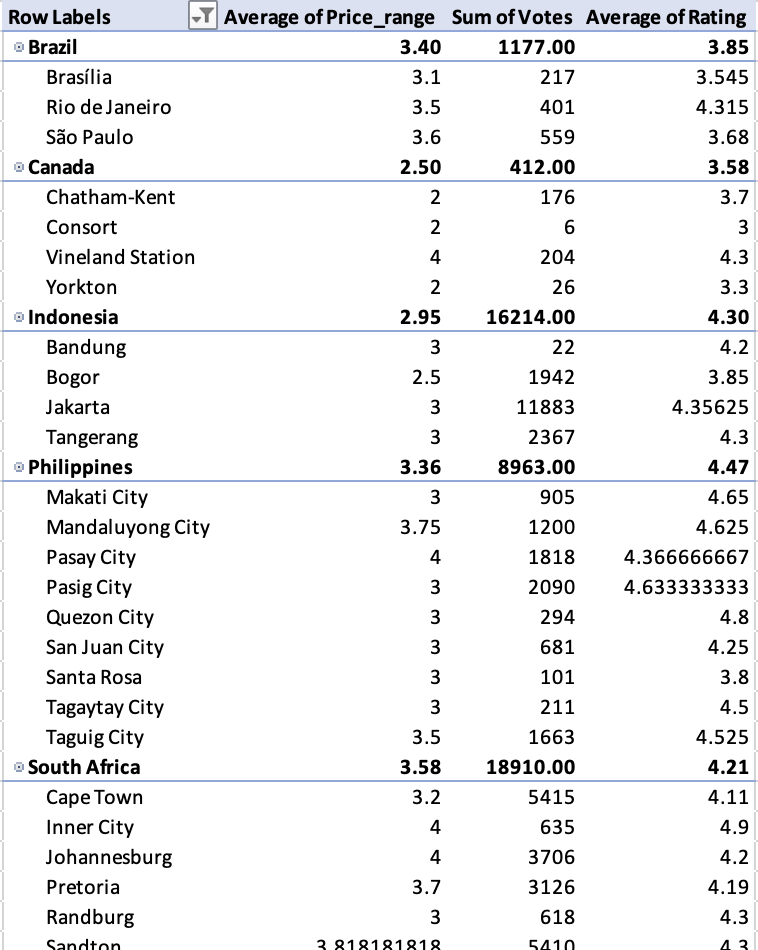 Row Labels Average of Price_range Sum of Votes Average of Rating
Brazil 3.40 1177.00 3.85
Brasília 3.1 217 3.545
Rio de Janeiro 3.5 401 4.315
São Paulo 3.6 559 3.68
Canada 2.50 412.00 3.58
Chatham-Kent 2 176 3.7
Consort 2 6 3
Vineland Station 4 204 4.3
Yorkton 2 26 3.3
Indonesia 2.95 16214.00 4.30
Bandung 3 22 4.2
Bogor 2.5 1942 3.85
Jakarta 3 11883 4.35625
Tangerang 3 2367 4.3
Philippines 3.36 8963.00 4.47
Makati City 3 905 4.65
Mandaluyong City 3.75 1200 4.625
Pasay City 4 1818 4.366666667
Pasig City 3 2090 4.633333333
Quezon City 3 294 4.8
San Juan City 3 681 4.25
Santa Rosa 3 101 3.8
Tagaytay City 3 211 4.5
Taguig City 3.5 1663 4.525
South Africa 3.58 18910.00 4.21
Cape Town 3.2 5415 4.11
Inner City 4 635 4.9
Johannesburg 4 3706 4.2
Pretoria 3.7 3126 4.19
Randburg 3 618 4.3
Sandton 3.818181818 5410 4.3